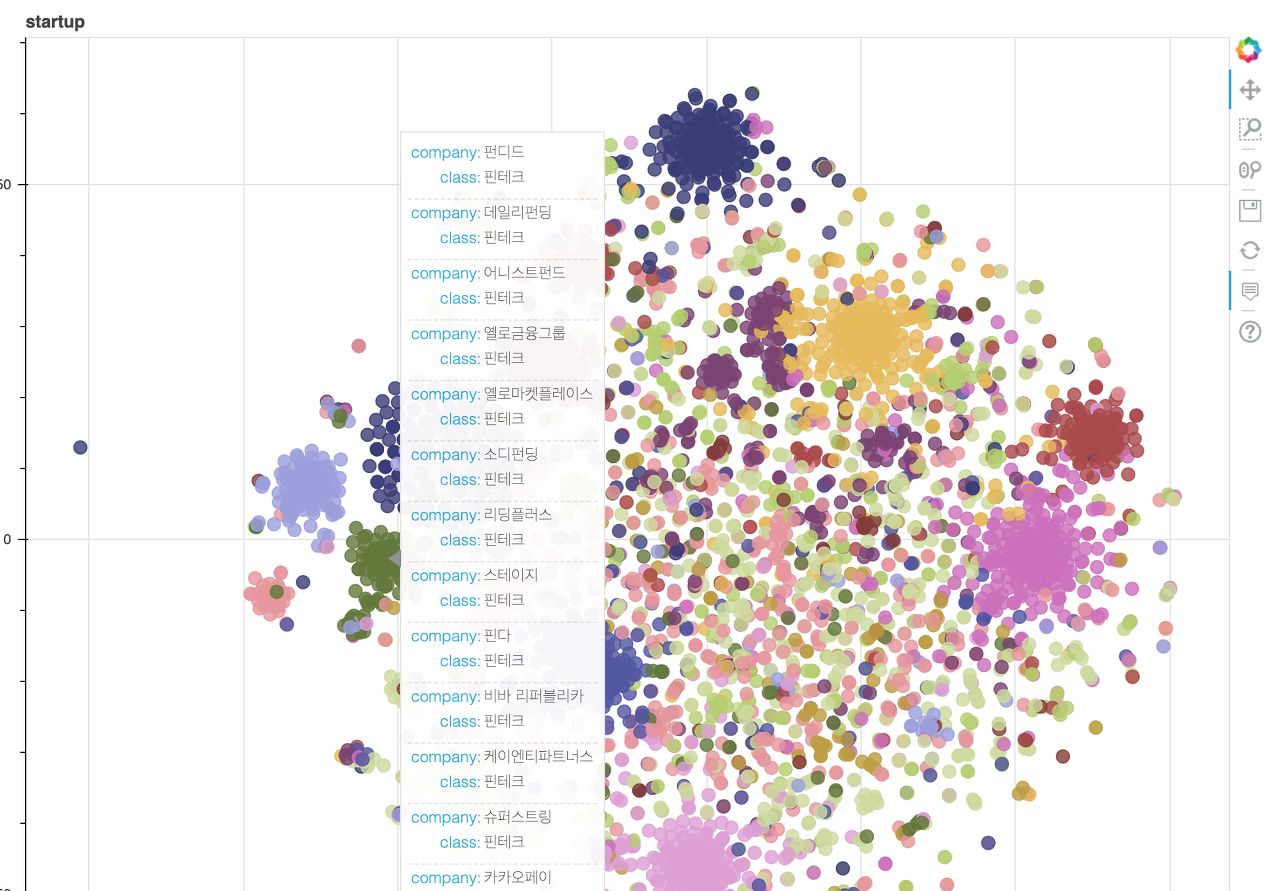 startup
50
company: 펀디드
class: 핀테크
company: 데일리펀딩
class: 핀테크
company: 어니스트펀드
class: 핀테크
company: 옐로금융그룹
class: 핀테크
company: 옐로마켓플레이스
class: 핀테크
company: 소디펀딩
class: 핀테크
0
company: 리딩플러스
class: 핀테크
company: 스테이지
class: 핀테크
company: 핀다
class: 핀테크
company: 비바 리퍼블리카
class: 핀테크
company: 케이엔티파트너스
class: 핀테크
company: 슈퍼스트링
class: 핀테크
company: 카카오페이